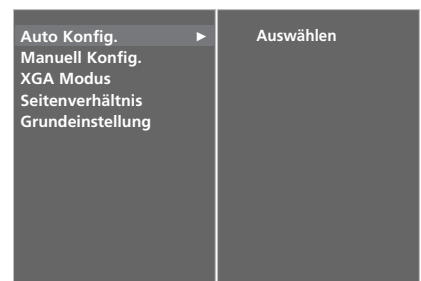 Auto Konfig. ► Auswählen
Manuell Konfig.
XGA Modus
Seitenverhältnis
Grundeinstellung